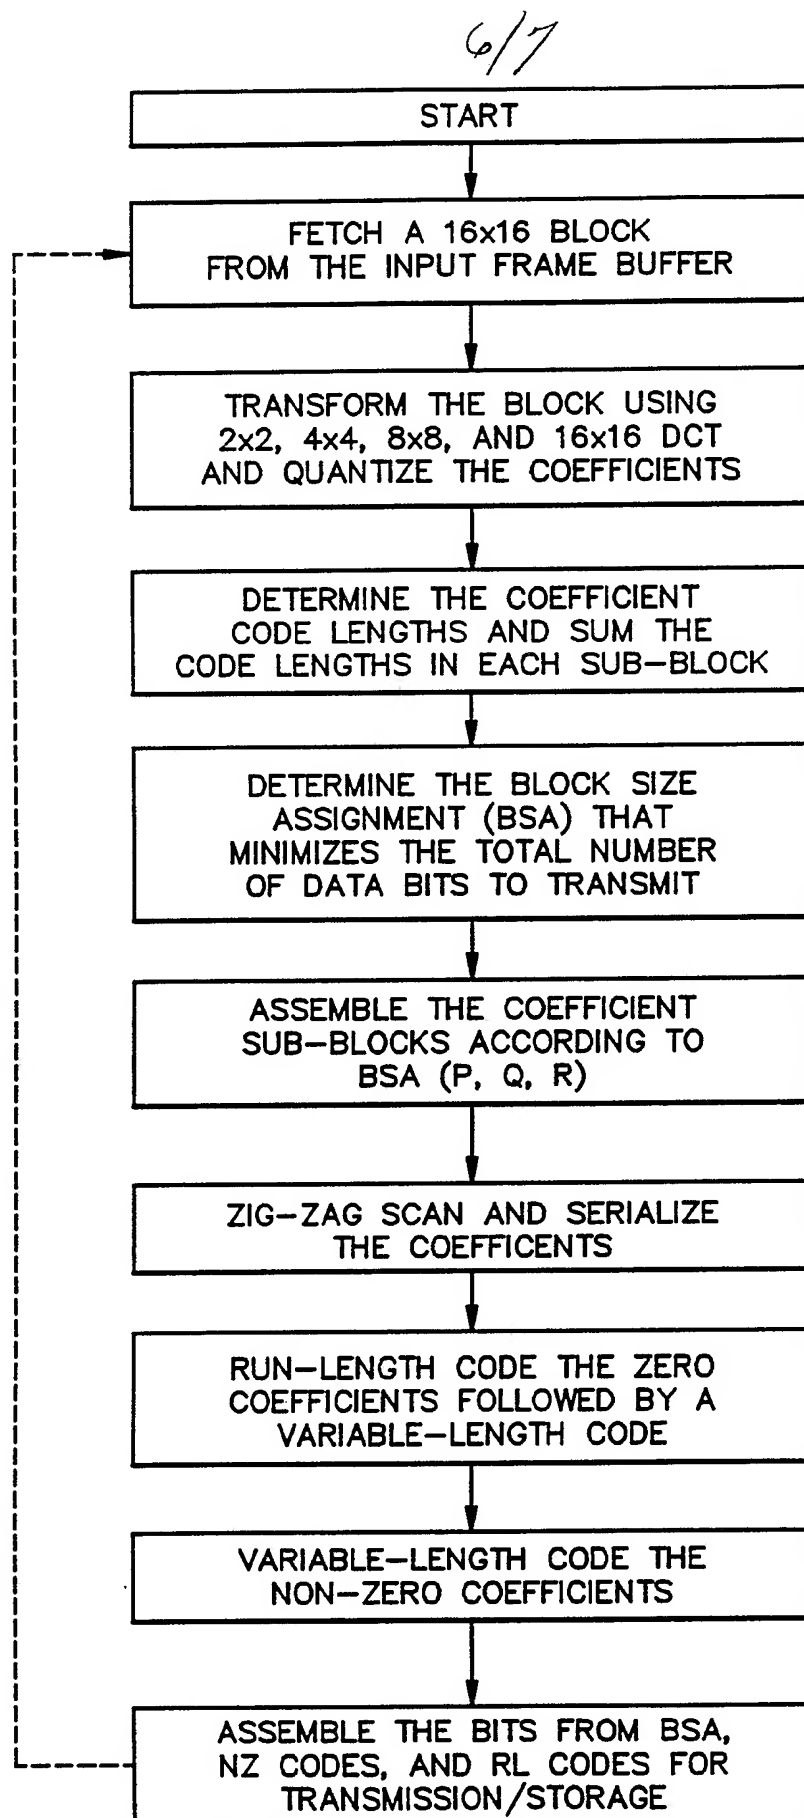 6/7
START
FETCH A 16x16 BLOCK
FROM THE INPUT FRAME BUFFER
TRANSFORM THE BLOCK USING
2x2, 4x4, 8x8, AND 16x16 DCT
AND QUANTIZE THE COEFFICIENTS
DETERMINE THE COEFFICIENT
CODE LENGTHS AND SUM THE
CODE LENGTHS IN EACH SUB-BLOCK
DETERMINE THE BLOCK SIZE
ASSIGNMENT (BSA) THAT
MINIMIZES THE TOTAL NUMBER
OF DATA BITS TO TRANSMIT
ASSEMBLE THE COEFFICIENT
SUB-BLOCKS ACCORDING TO
BSA (P, Q, R)
ZIG-ZAG SCAN AND SERIALIZE
THE COEFFICENTS
RUN-LENGTH CODE THE ZERO
COEFFICIENTS FOLLOWED BY A
VARIABLE-LENGTH CODE
VARIABLE-LENGTH CODE THE
NON-ZERO COEFFICIENTS
ASSEMBLE THE BITS FROM BSA,
NZ CODES, AND RL CODES FOR
TRANSMISSION/STORAGE